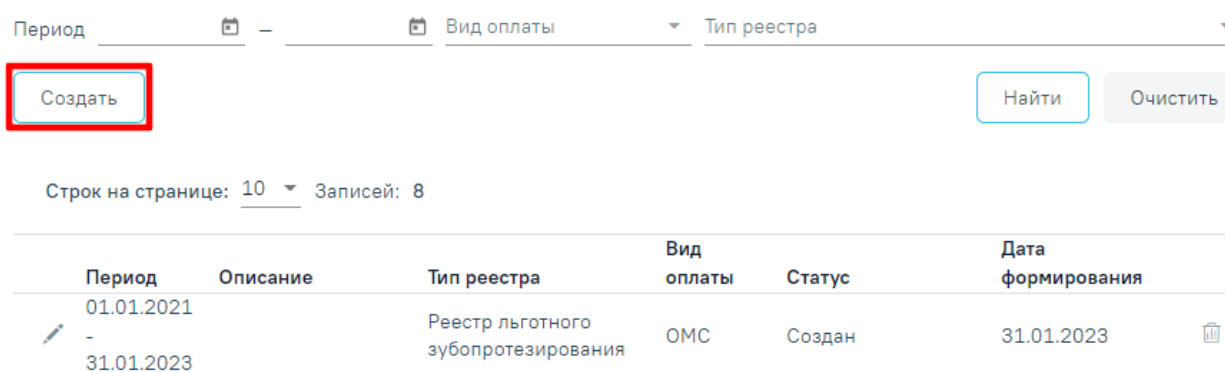 Период – Вид оплаты Тип реестра
Создать Найти Очистить
Строк на странице: 10 Записей: 8
Вид Дата
Период Описание Тип реестра оплаты Статус формирования
01.01.2021
-
31.01.2023
Реестр льготного
зубопротезирования
ОМС Создан 31.01.2023